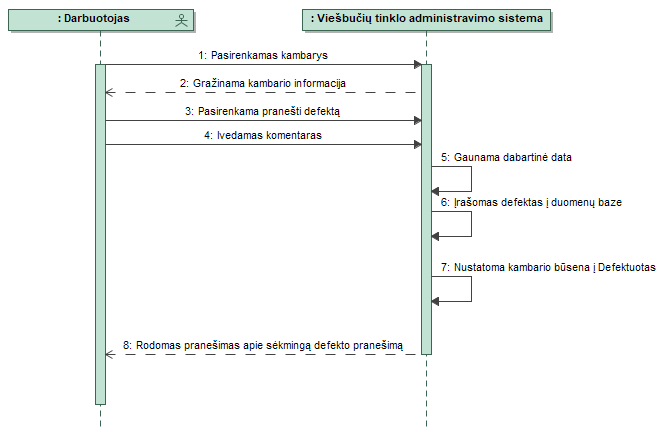 : Darbuotojas
: Viešbučių tinklo administravimo sistema
1: Pasirenkamas kambarys
2: Gražinama kambario informacija
3: Pasirenkama pranešti defektą
4: Ivedamas komentaras
5: Gaunama dabartinė data
6: Įrašomas defektas į duomenų baze
7: Nustatoma kambario būsena į Defektuotas
8: Rodomas pranešimas apie sėkmingą defekto pranešimą